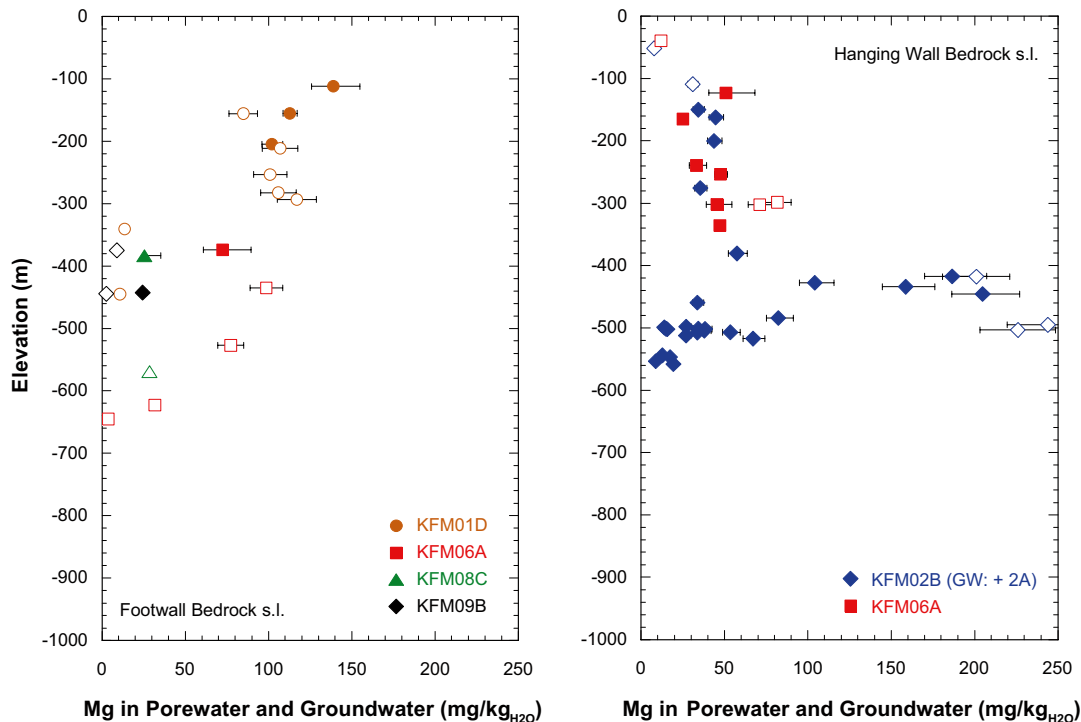 0
-100
-200
-300
-400
-500
-600
-700
-800
-900
-1000
Elevation (m)
KFM01D
KFM06A
KFM08C
KFM09B
Footwall Bedrock s.l.
0 50 100 150 200 250
Mg in Porewater and Groundwater (mg/kgH2O)
0
-100
-200
-300
-400
-500
-600
-700
-800
-900
-1000
Hanging Wall Bedrock s.l.
KFM02B (GW: + 2A)
KFM06A
0 50 100 150 200 250
Mg in Porewater and Groundwater (mg/kgH2O)